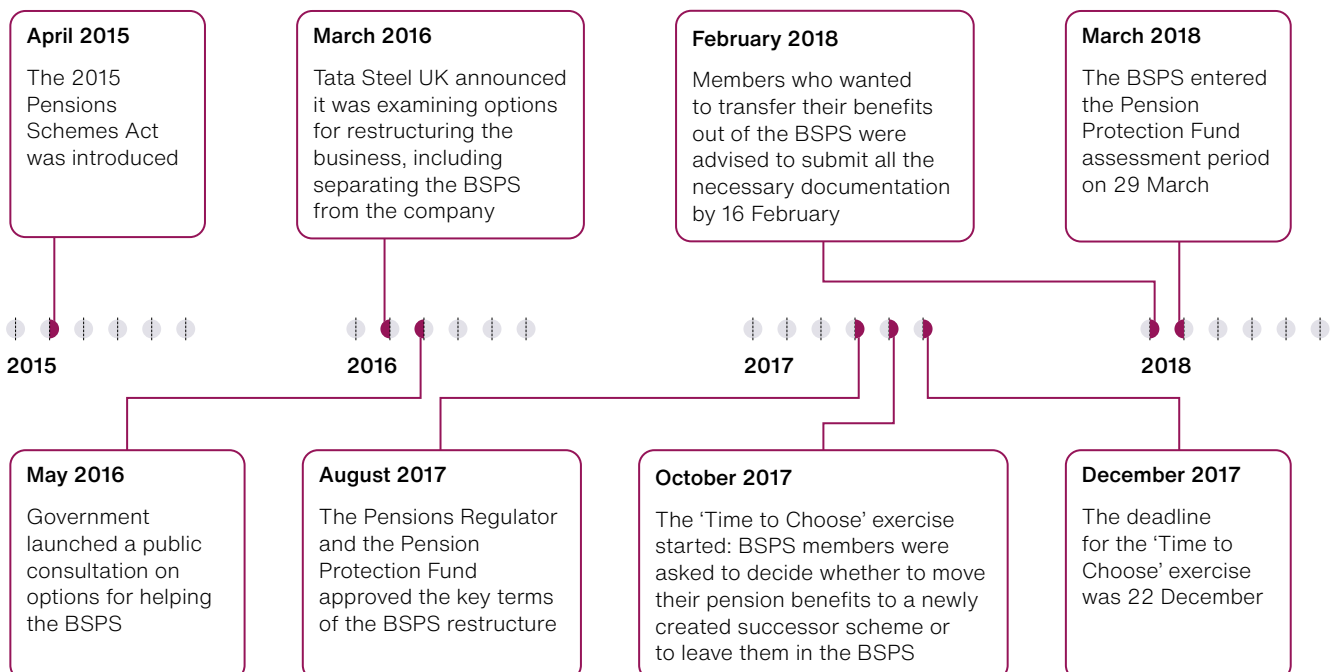 April 2015
The 2015
Pensions
Schemes Act
was introduced
March 2016
Tata Steel UK announced
it was examining options
for restructuring the
business, including
separating the BSPS
from the company
February 2018
Members who wanted
to transfer their benefits
out of the BSPS were
advised to submit all the
necessary documentation
by 16 February
March 2018
The BSPS entered
the Pension
Protection Fund
assessment period
on 29 March
2015
2016
2017
2018
May 2016
Government
launched a public
consultation on
options for helping
the BSPS
August 2017
The Pensions Regulator
and the Pension
Protection Fund
approved the key terms
of the BSPS restructure
October 2017
The ‘Time to Choose’ exercise
started: BSPS members were
asked to decide whether to move
their pension benefits to a newly
created successor scheme or
to leave them in the BSPS
December 2017
The deadline
for the ‘Time to
Choose’ exercise
was 22 December